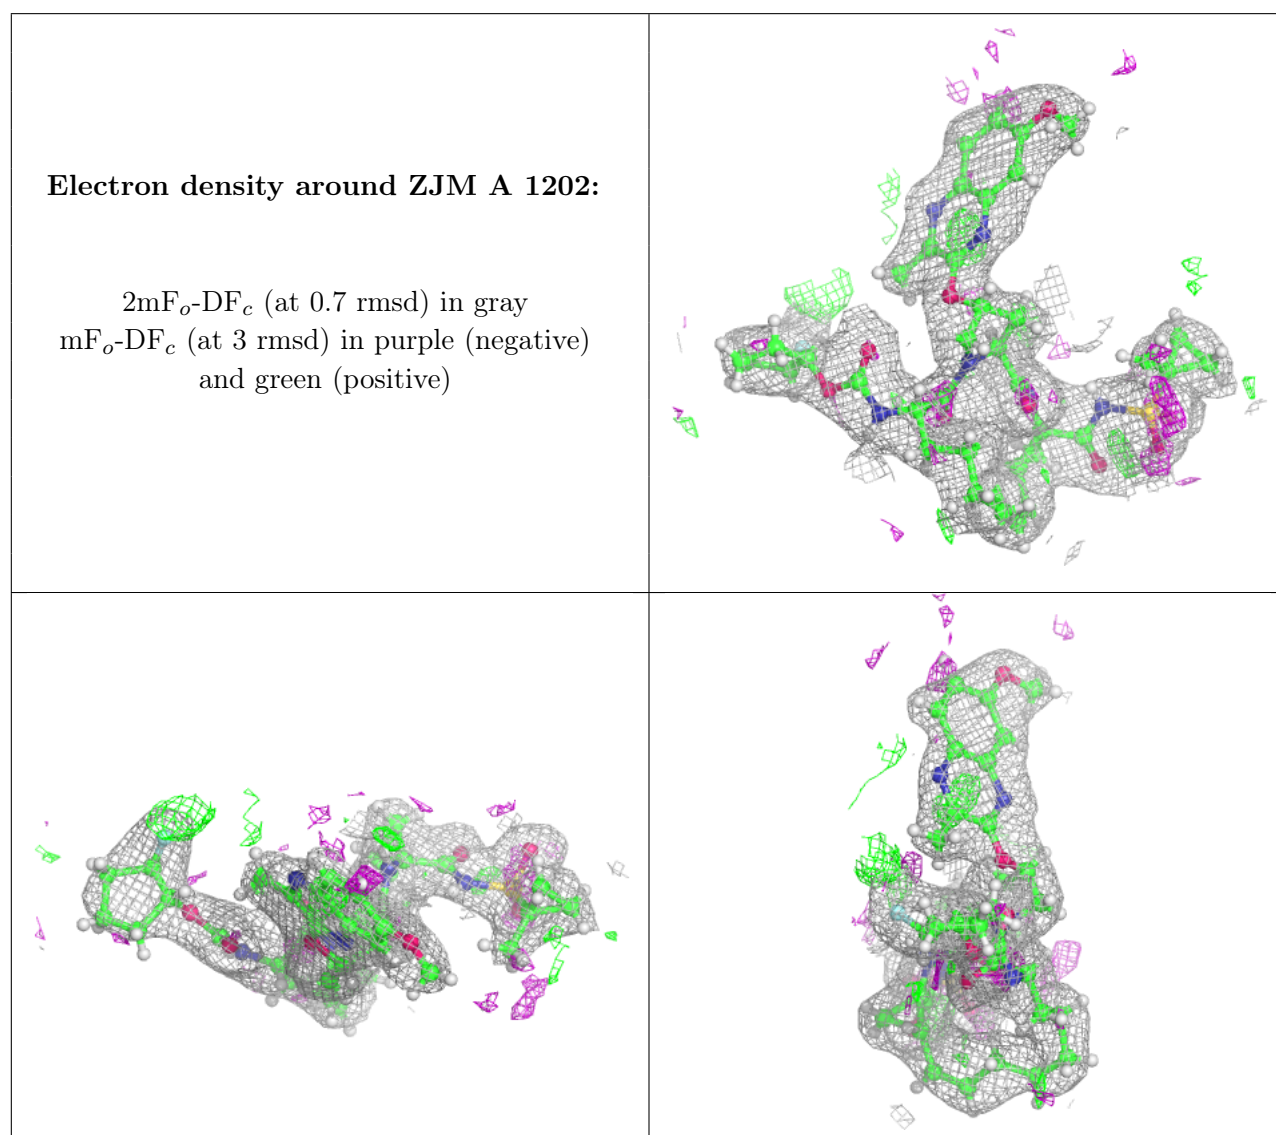 Electron density around ZJM A 1202:
2mFo-DFc (at 0.7 rmsd) in gray
mFo-DFc (at 3 rmsd) in purple (negative)
and green (positive)